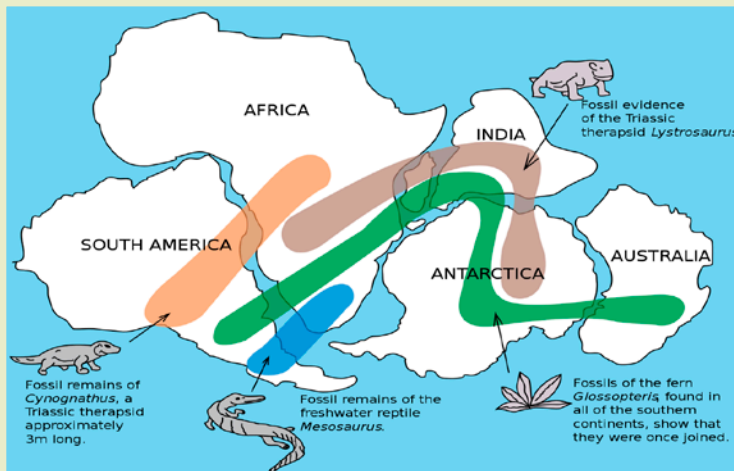 AFRICA
INDIA
Fossil evidence
of the Triassic
therapsid Lystrosaurus.
SOUTH AMERICA
ANTARCTICA
AUSTRALIA
Fossil remains of
Cynognathus, a
Triassic therapsid
approximately
3m long.
Fossil remains of the
freshwater reptile
Mesosaurus.
Fossils of the fern
Glossopteris, found in
all of the southern
continents, show that
they were once joined.